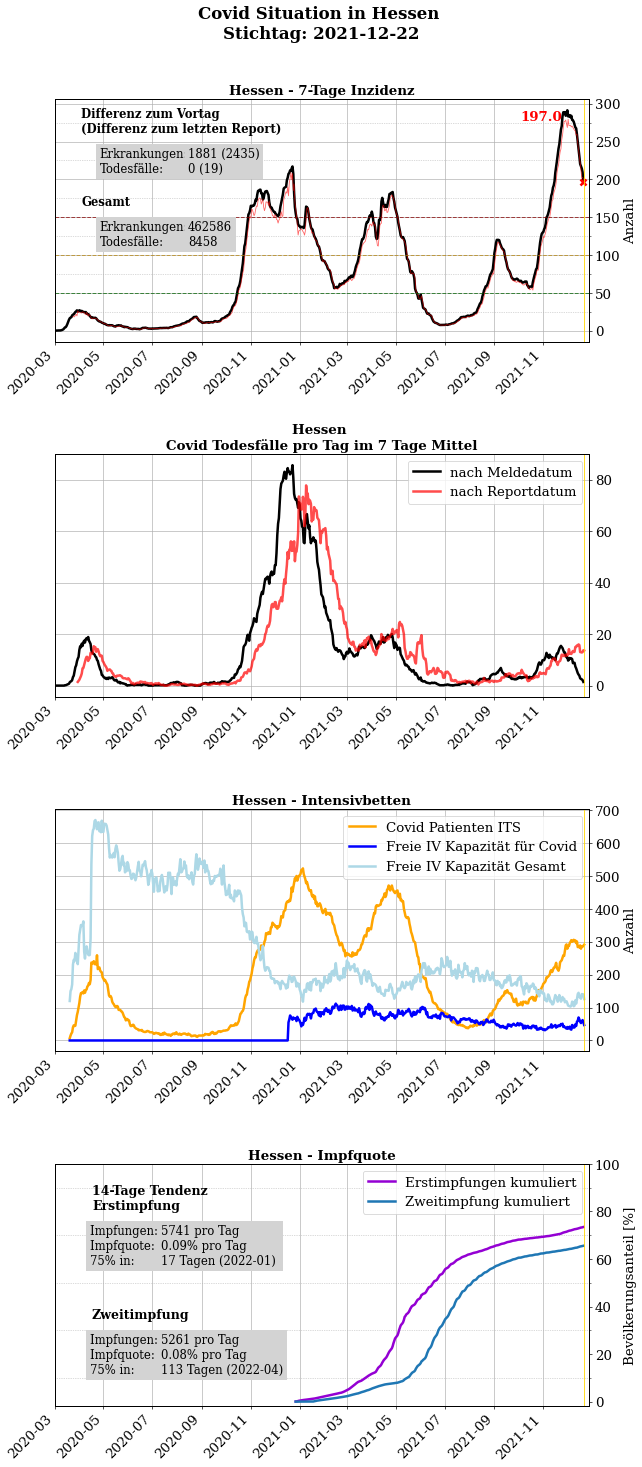 Covid Situation in Hessen
Stichtag: 2021-12-22
Hessen - 7-Tage Inzidenz
Differenz zum Vortag
(Differenz zum letzten Report)
Erkrankungen 1881 (2435)
Todesfälle: 0 (19)
Gesamt
Erkrankungen 462586
Todesfälle: 8458
197.0
300
250
200
150
100
50
0
Anzahl
2020-03
2020-05
2020-07
2020-09
2020-11
2021-01
2021-03
2021-05
2021-07
2021-09
2021-11
Hessen
Covid Todesfälle pro Tag im 7 Tage Mittel
nach Meldedatum
nach Reportdatum
80
60
40
20
0
2020-03
2020-05
2020-07
2020-09
2020-11
2021-01
2021-03
2021-05
2021-07
2021-09
2021-11
Hessen - Intensivbetten
Covid Patienten ITS
Freie IV Kapazität für Covid
Freie IV Kapazität Gesamt
700
600
500
400
300
200
100
0
Anzahl
2020-03
2020-05
2020-07
2020-09
2020-11
2021-01
2021-03
2021-05
2021-07
2021-09
2021-11
Hessen - Impfquote
14-Tage Tendenz
Erstimpfung
Impfungen: 5741 pro Tag
Impfquote: 0.09% pro Tag
75% in: 17 Tagen (2022-01)
Zweitimpfung
Impfungen: 5261 pro Tag
Impfquote: 0.08% pro Tag
75% in: 113 Tagen (2022-04)
Erstimpfungen kumuliert
Zweitimpfung kumuliert
100
80
60
40
20
0
Bevölkerungsanteil [%]
2020-03
2020-05
2020-07
2020-09
2020-11
2021-01
2021-03
2021-05
2021-07
2021-09
2021-11